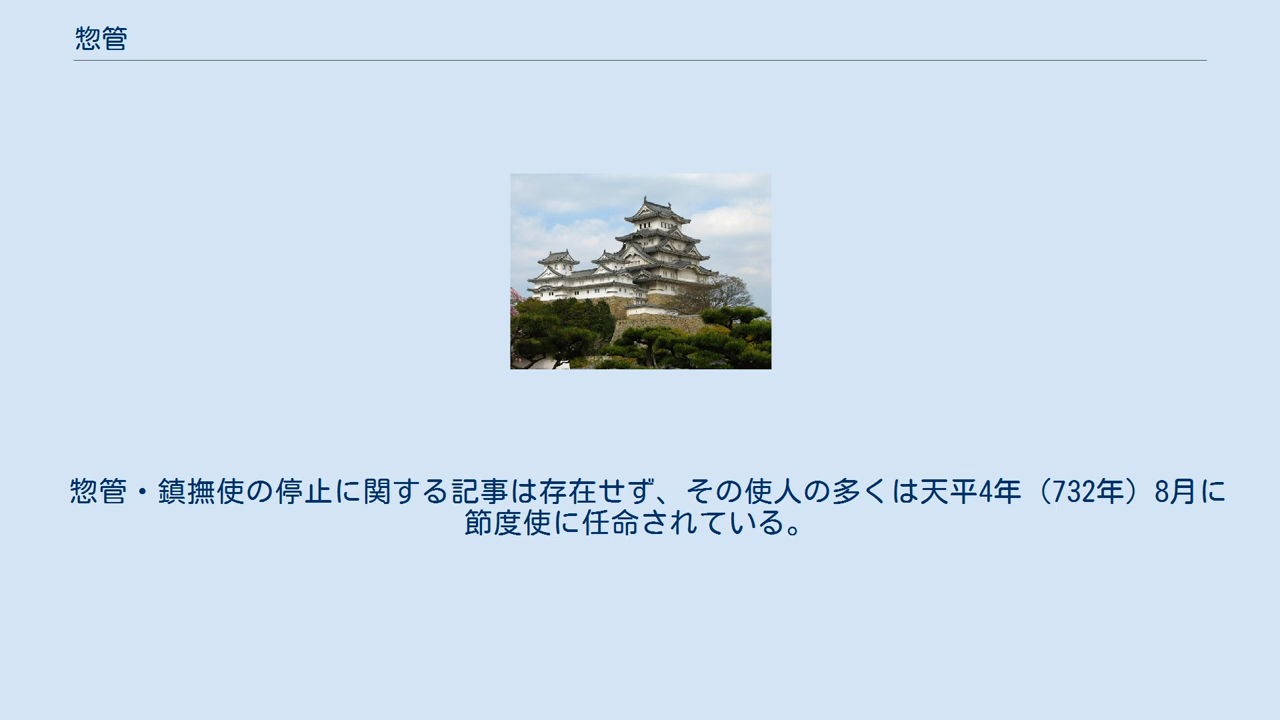 惣管
惣管・鎮撫使の停止に関する記事は存在せず、その使人の多くは天平4年（732年）8月に
節度使に任命されている。